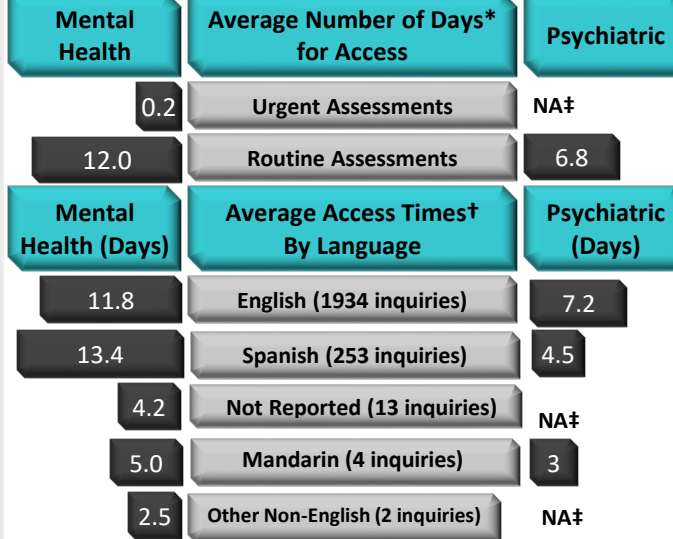 Mental
Health
Average Number of Days*
for Access
Psychiatric
0.2
Urgent Assessments
NA‡
12.0
Routine Assessments
6.8
Mental
Health (Days)
Average Access Times†
By Language
Psychiatric
(Days)
11.8
English (1934 inquiries)
7.2
13.4
Spanish (253 inquiries)
4.5
4.2
Not Reported (13 inquiries)
NA‡
5.0
Mandarin (4 inquiries)
3
2.5
Other Non-English (2 inquiries)
NA‡